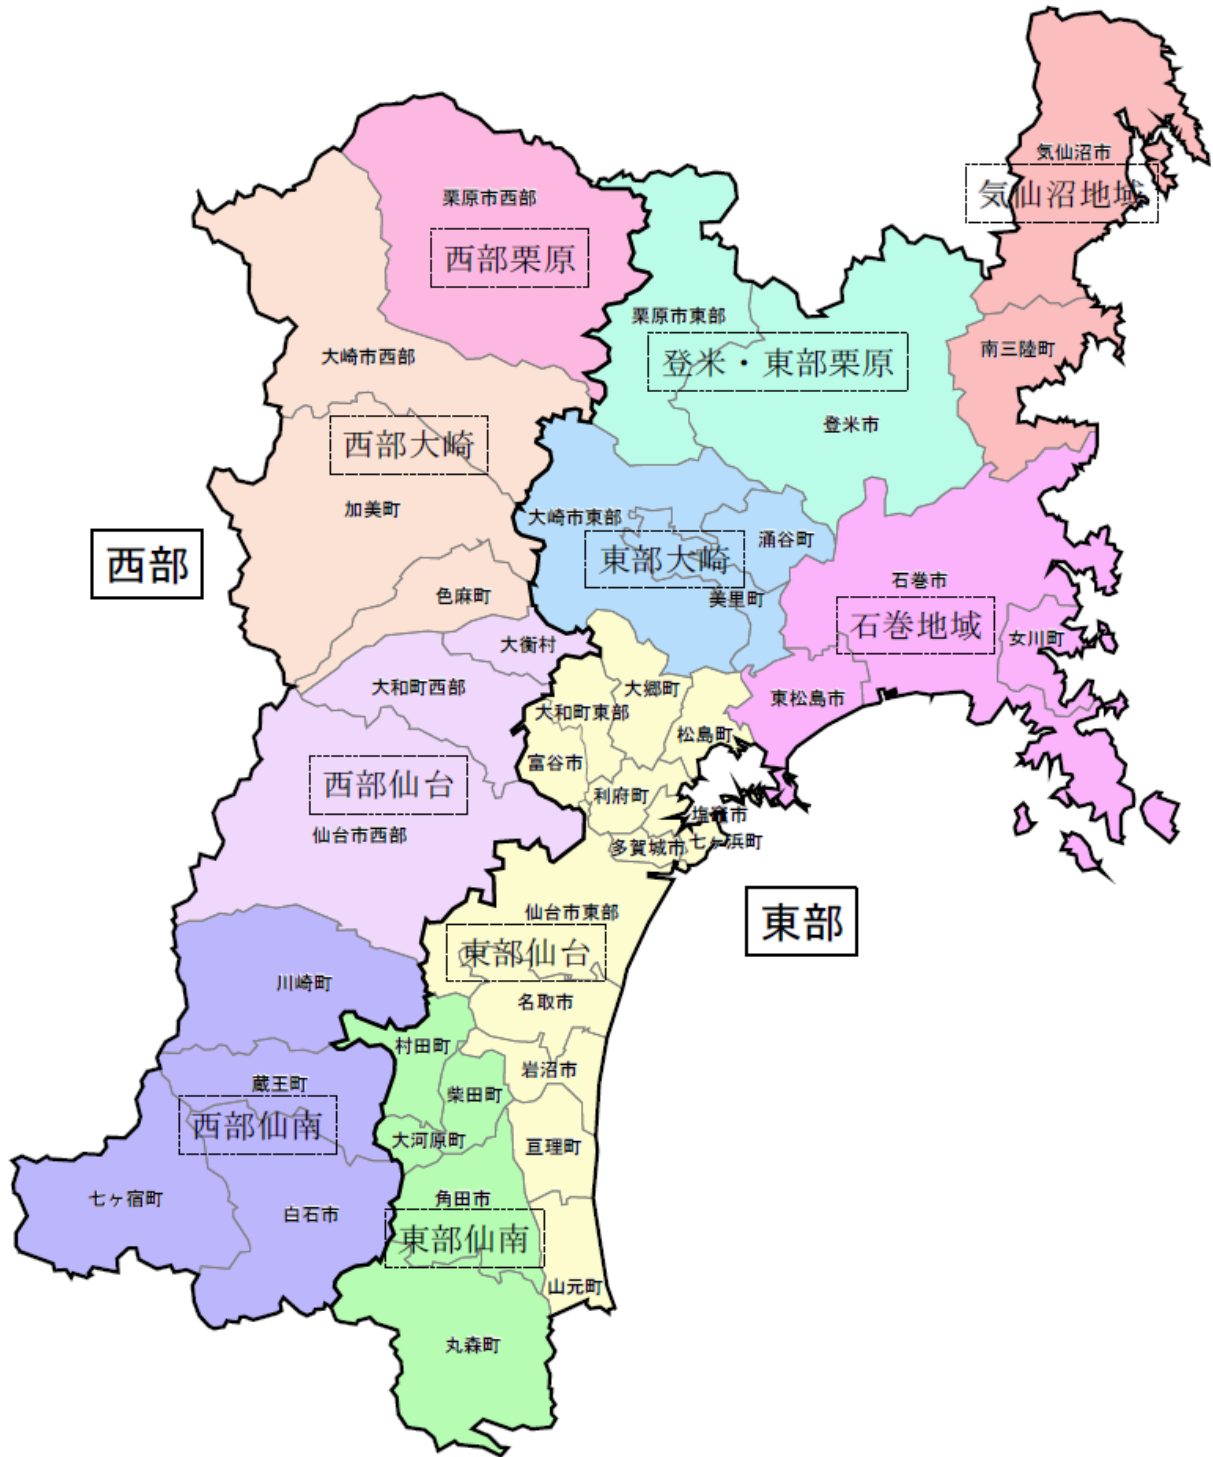 気仙沼市
気仙沼地域
栗原市西部
西部栗原
栗原市東部
登米・東部栗原
南三陸町
大崎市西部
登米市
西部大崎
加美町
大崎市東部
涌谷町
東部大崎
西部
石巻市
色麻町
美里町
石巻地域
女川町
大衡村
大和町西部
大郷町
東松島市
大和町東部
松島町
富谷市
西部仙台
利府町
塩竈市
仙台市西部
多賀城市
七ヶ浜町
仙台市東部
東部
東部仙台
川崎町
名取市
村田町
岩沼市
蔵王町
柴田町
西部仙南
大河原町
亘理町
七ヶ宿町
角田市
白石市
東部仙南
山元町
丸森町